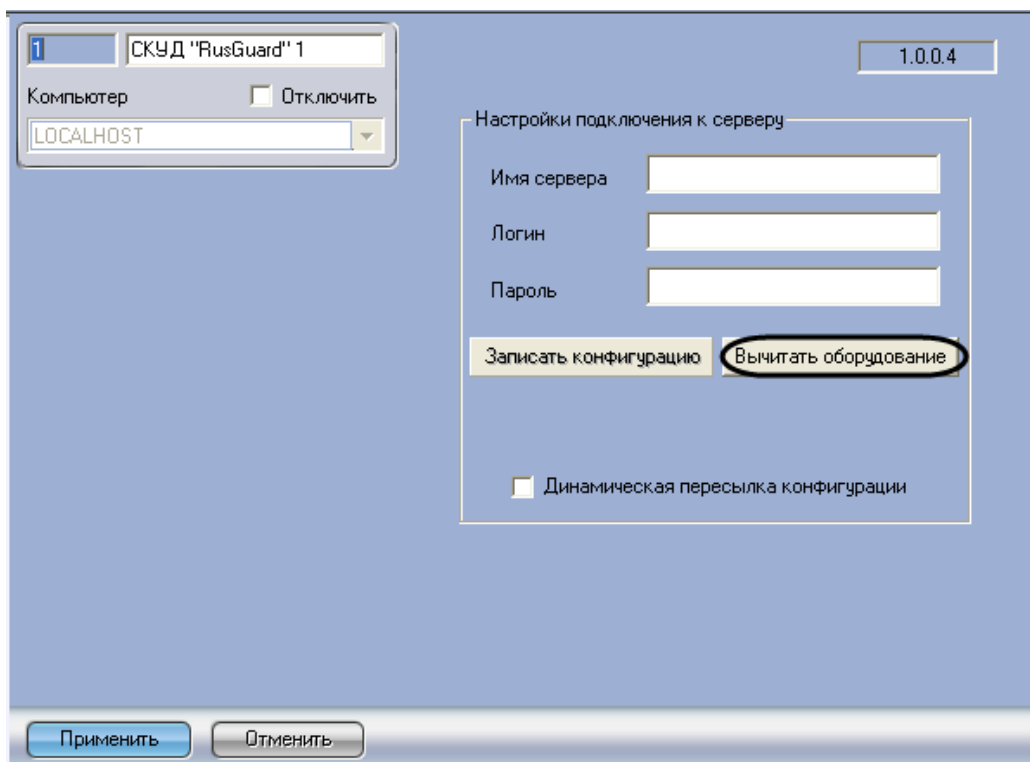 1 СКУД "RusGuard" 1
1.0.0.4
Компьютер Отключить
LOCALHOST
Настройки подключения к серверу
Имя сервера
Логин
Пароль
Записать конфигурацию Вычитать оборудование
Динамическая пересылка конфигурации
Применить Отменить